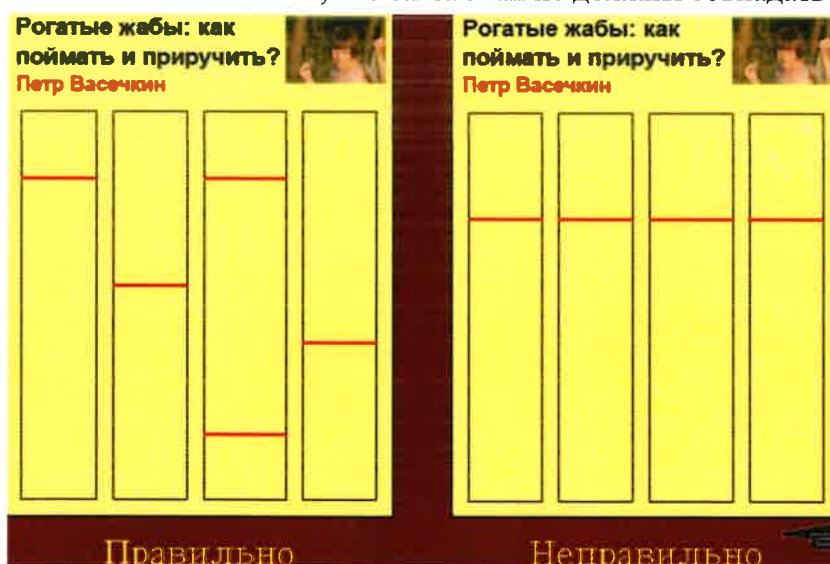 Рогатые жабы: как
поймать и приручить?
Петр Васечкин
Рогатые жабы: как
поймать и приручить?
Петр Васечкин
Правильно
Неправильно